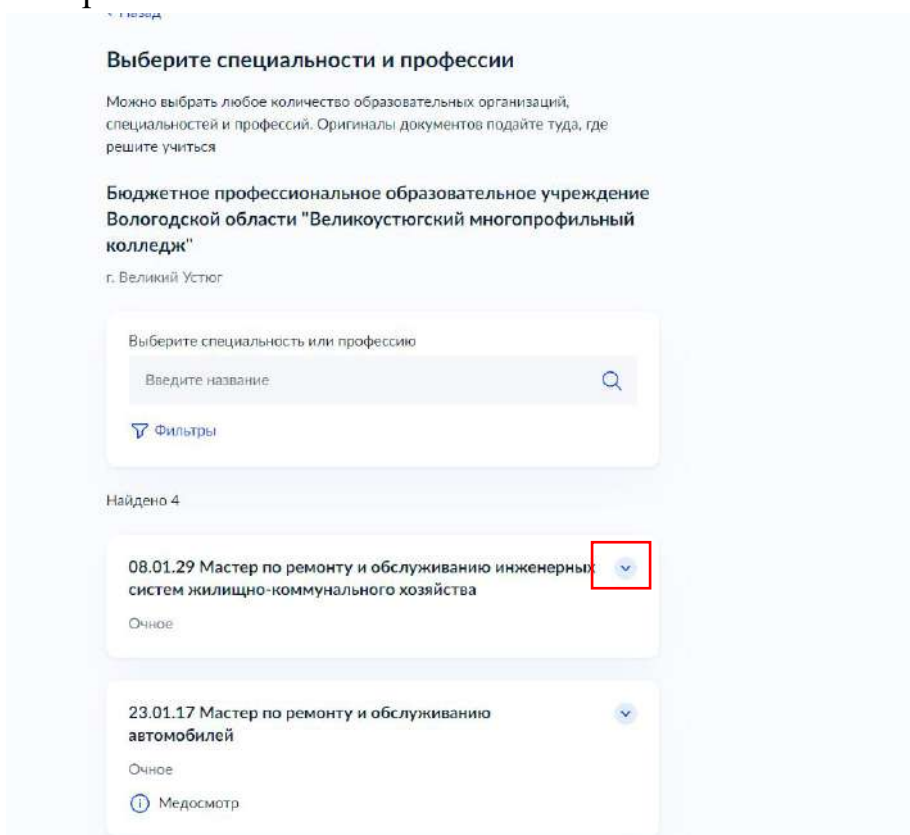 Назад
Выберите специальности и профессии
Можно выбрать любое количество образовательных организаций,
специальностей и профессий. Оригиналы документов подайте туда, где
решите учиться
Бюджетное профессиональное образовательное учреждение
Вологодской области "Великоустюгский многопрофильный
колледж"
г. Великий Устюг
Выберите специальность или профессию
Введите название
Фильтры
Найдено 4
08.01.29 Мастер по ремонту и обслуживанию инженерных
систем жилищно-коммунального хозяйства
Очное
23.01.17 Мастер по ремонту и обслуживанию
автомобилей
Очное
Медосмотр